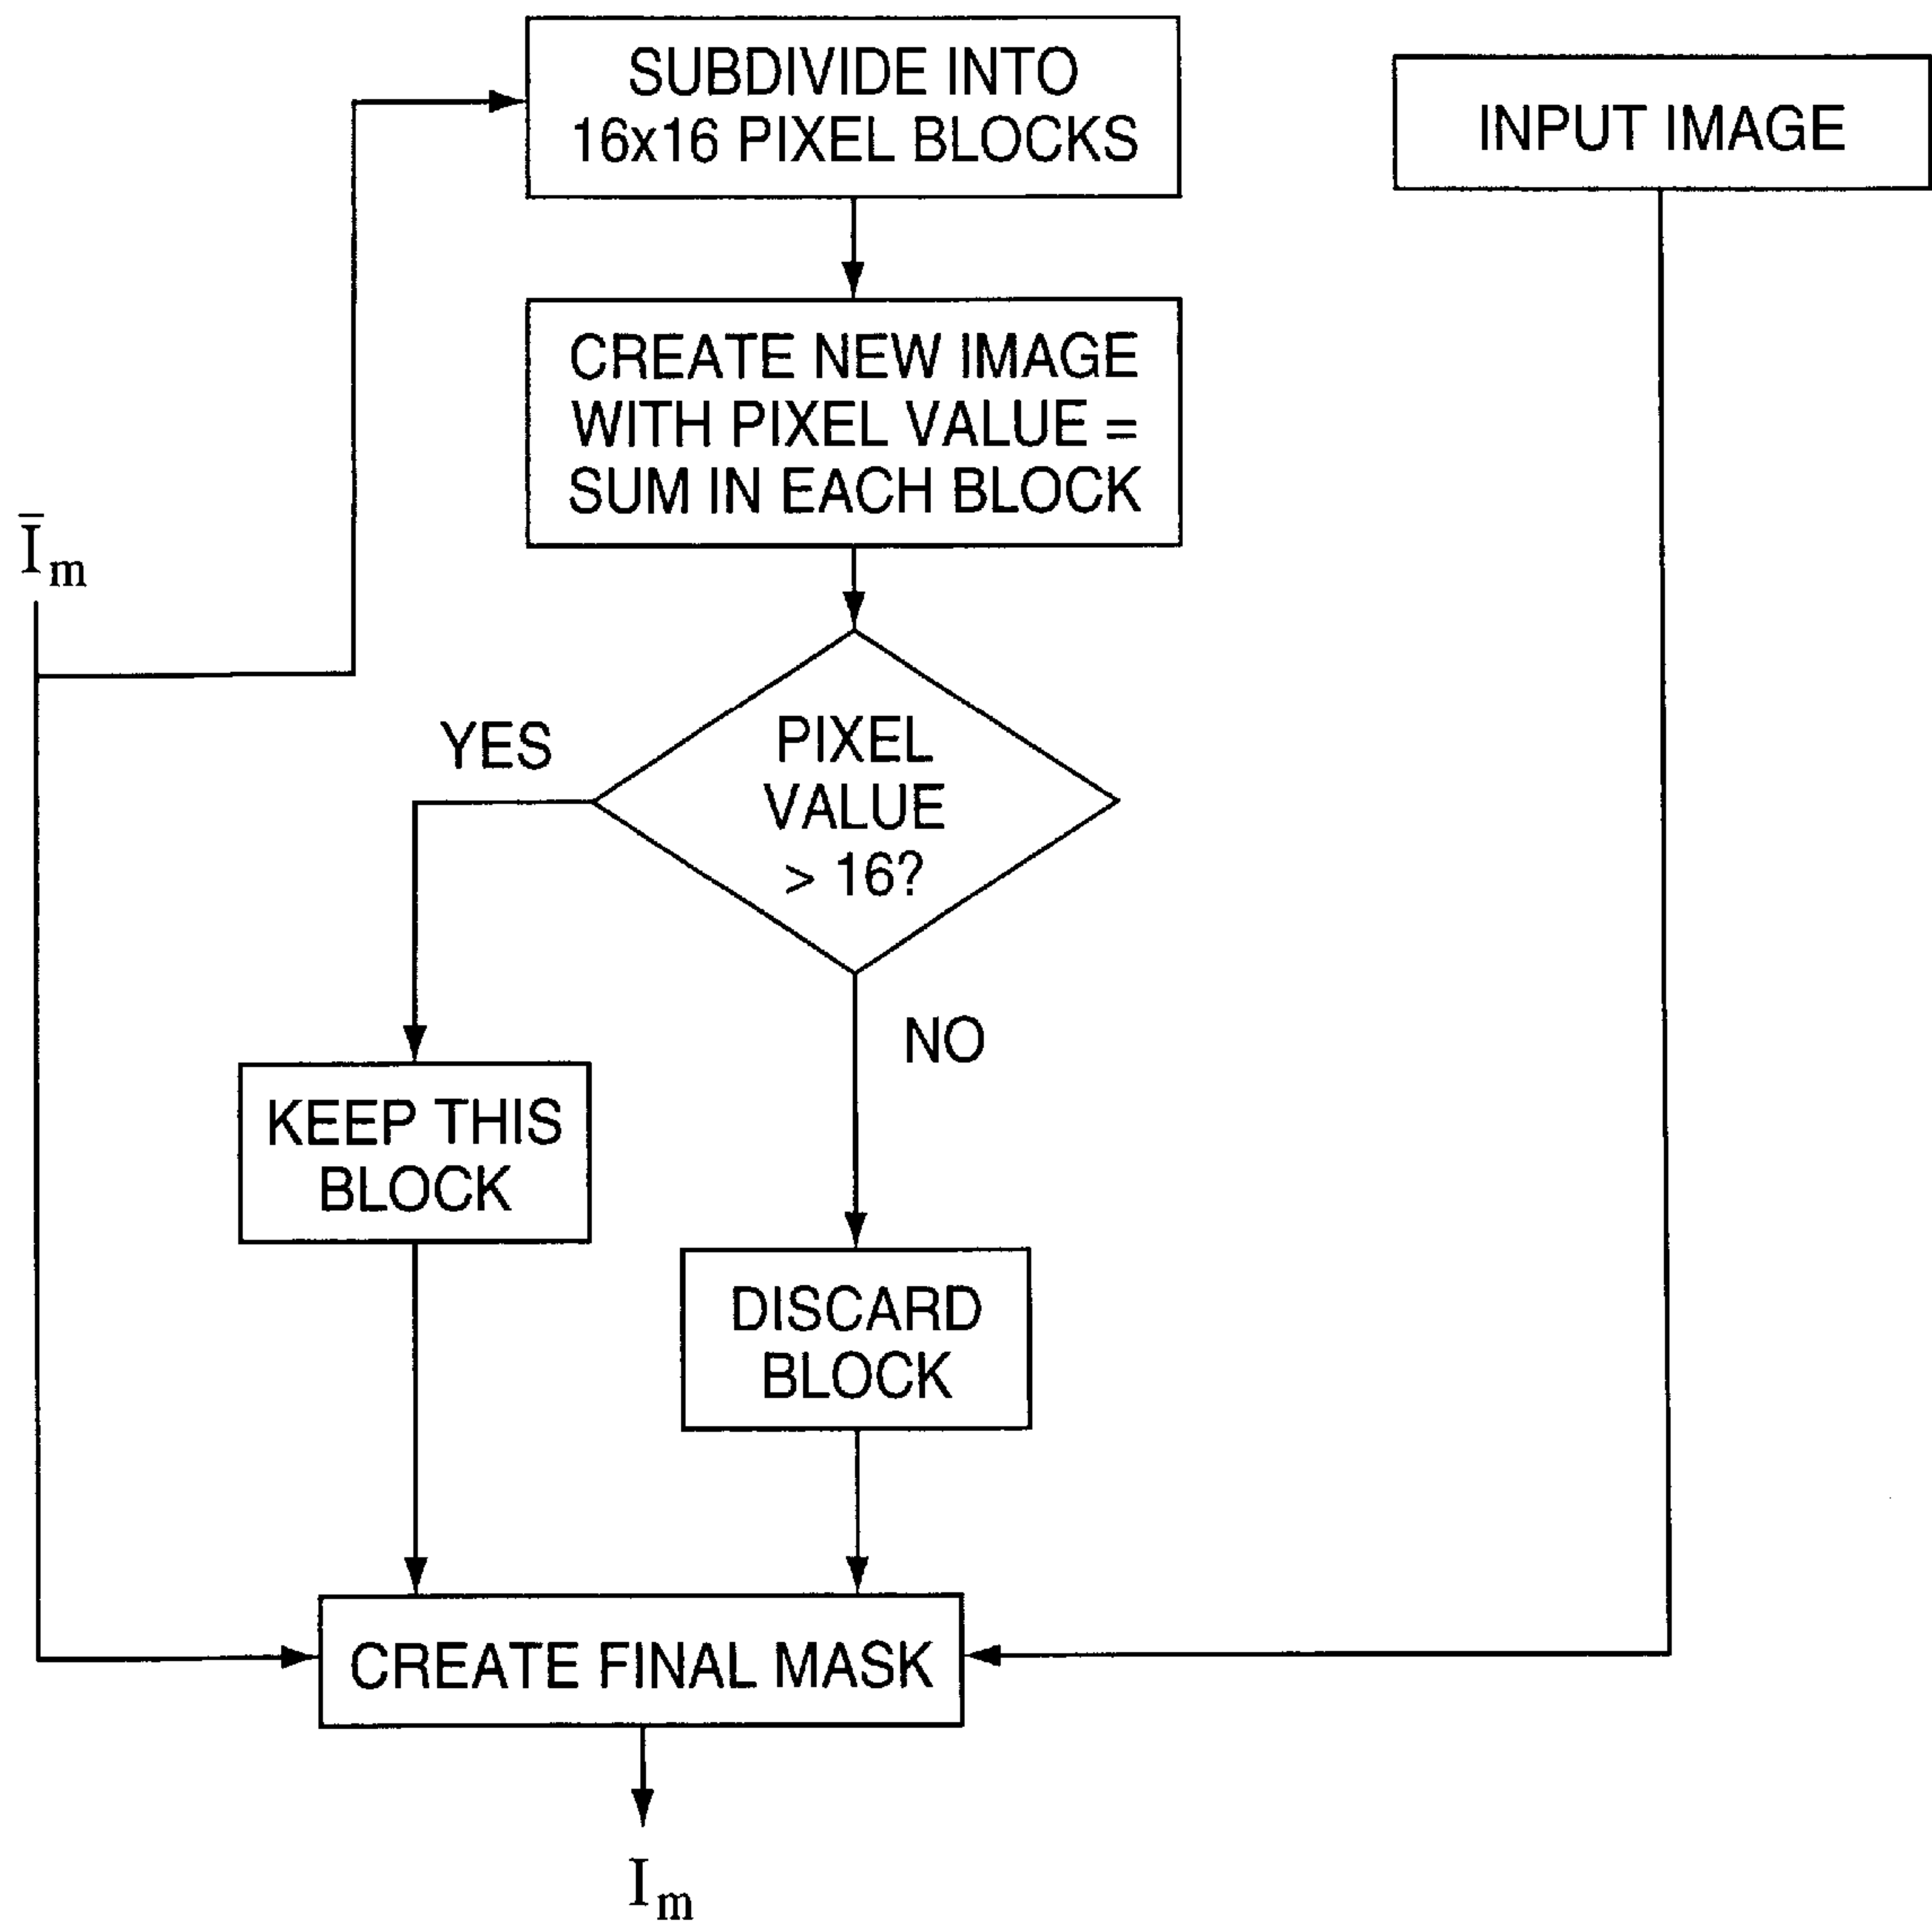 SUBDIVIDE INTO
16x16 PIXEL BLOCKS
INPUT IMAGE
CREATE NEW IMAGE
WITH PIXEL VALUE =
SUM IN EACH BLOCK
Īm
YES
PIXEL
VALUE
> 16?
NO
KEEP THIS
BLOCK
DISCARD
BLOCK
CREATE FINAL MASK
Im